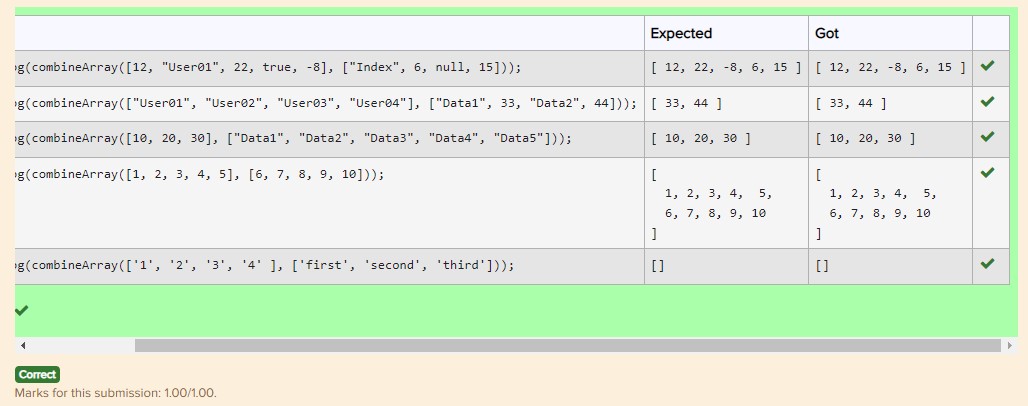 Expected Got
og(combineArray([12, "User01", 22, true, -8], ["Index", 6, null, 15])); [ 12, 22, -8, 6, 15 ] [ 12, 22, -8, 6, 15 ]
og(combineArray(["User01", "User02", "User03", "User04"], ["Data1", 33, "Data2", 44])); [ 33, 44 ] [ 33, 44 ]
og(combineArray([10, 20, 30], ["Data1", "Data2", "Data3", "Data4", "Data5"])); [ 10, 20, 30 ] [ 10, 20, 30 ]
og(combineArray([1, 2, 3, 4, 5], [6, 7, 8, 9, 10])); [ [
1, 2, 3, 4, 5, 1, 2, 3, 4, 5,
6, 7, 8, 9, 10 6, 7, 8, 9, 10
] ]
og(combineArray(['1', '2', '3', '4' ], ['first', 'second', 'third'])); [] []
Correct
Marks for this submission: 1.00/1.00.